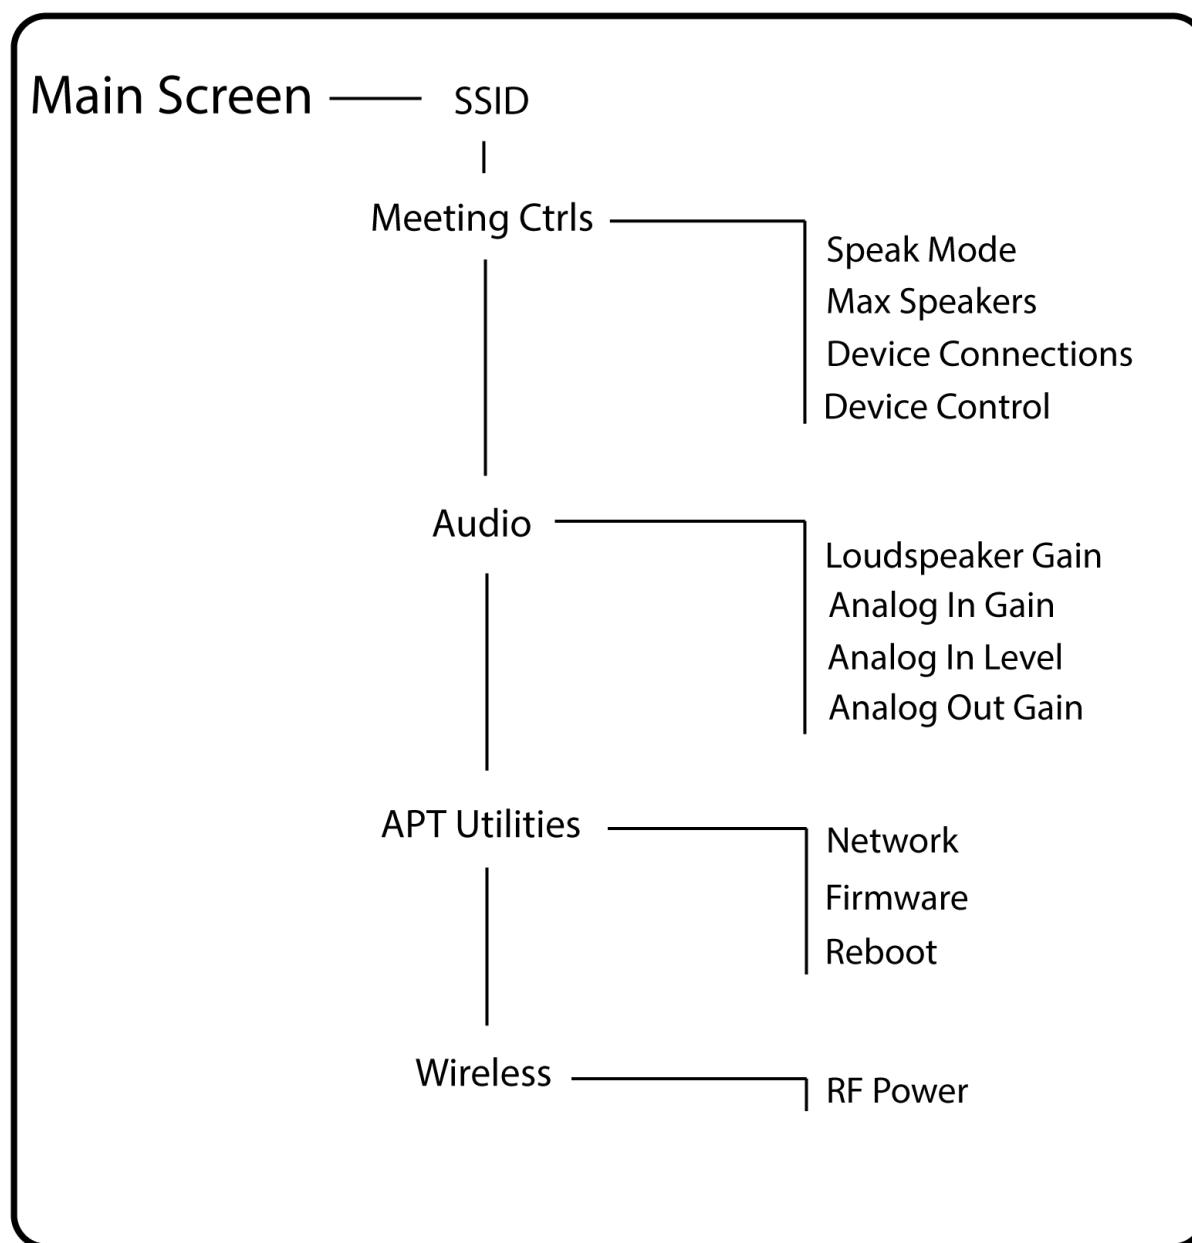 Main Screen
SSID
Meeting Ctrls
Speak Mode
Max Speakers
Device Connections
Device Control
Audio
Loudspeaker Gain
Analog In Gain
Analog In Level
Analog Out Gain
APT Utilities
Network
Firmware
Reboot
Wireless
RF Power